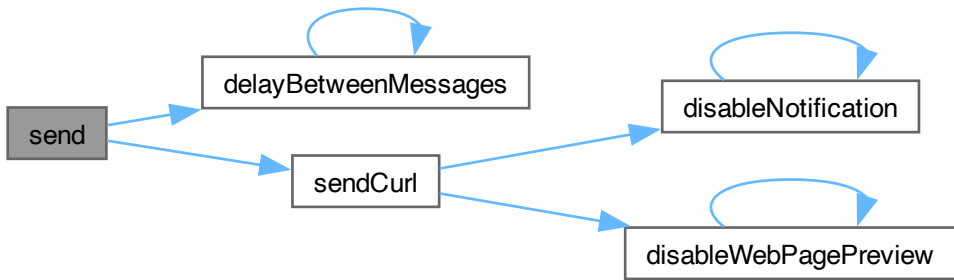 send
delayBetweenMessages
sendCurl
disableNotification
disableWebPagePreview